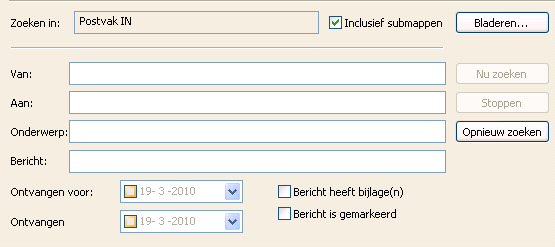 Zoeken in: Postvak IN Inclusief submappen Bladeren...
Van: Nu zoeken
Aan: Stoppen
Onderwerp: Opnieuw zoeken
Bericht:
Ontvangen voor: 19- 3 -2010 Bericht heeft bijlage(n)
Ontvangen 19- 3 -2010 Bericht is gemarkeerd